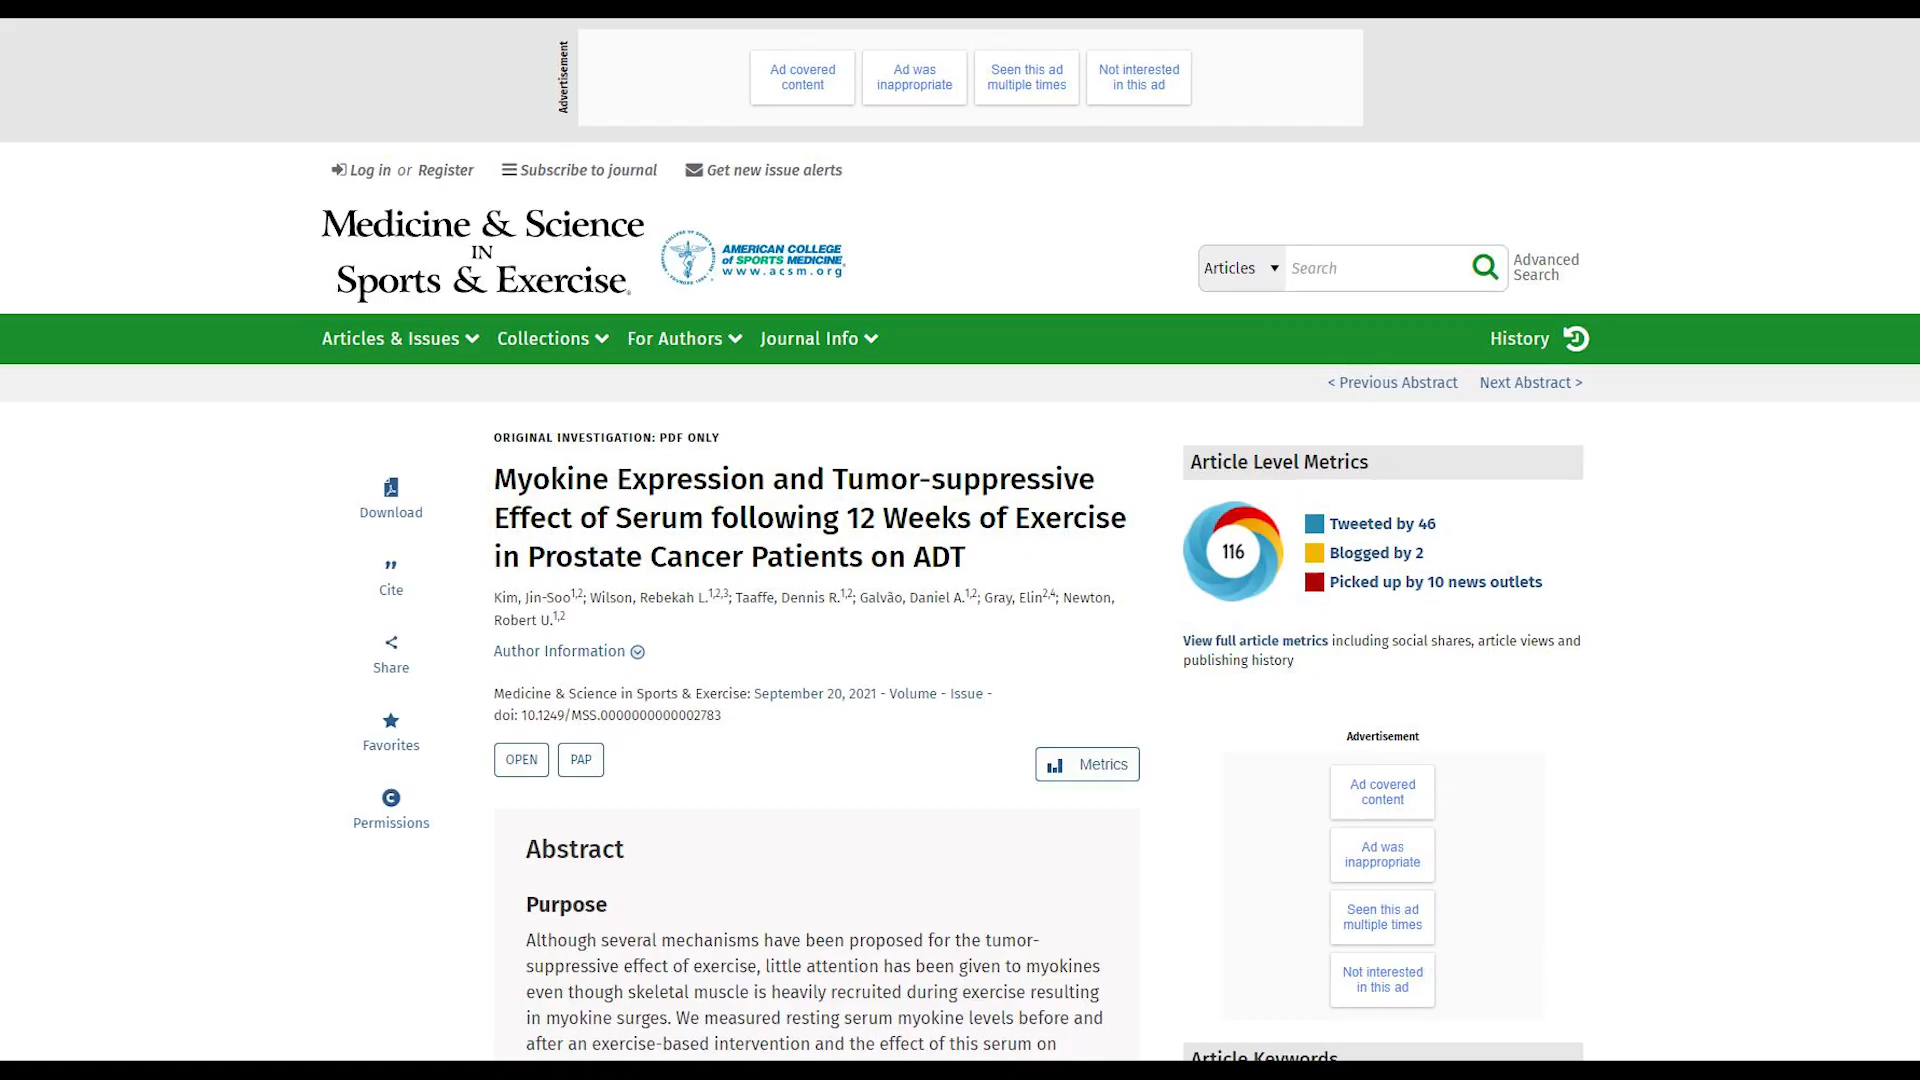 Advertisement
Ad covered
content
Ad was
inappropriate
Seen this ad
multiple times
Not interested
in this ad
Log in or Register
Subscribe to journal
Get new issue alerts
Medicine & Science
IN
Sports & Exercise
AMERICAN COLLEGE
of SPORTS MEDICINE
www.acsm.org
Articles
Search
Advanced
Search
Articles & Issues
Collections
For Authors
Journal Info
History
< Previous Abstract
Next Abstract >
Download
Cite
Share
Favorites
Permissions
ORIGINAL INVESTIGATION: PDF ONLY
Myokine Expression and Tumor-suppressive
Effect of Serum following 12 Weeks of Exercise
in Prostate Cancer Patients on ADT
Kim, Jin-Soo1,2; Wilson, Rebekah L.1,2,3; Taaffe, Dennis R.1,2; Galvão, Daniel A.1,2; Gray, Elin2,4; Newton,
Robert U.1,2
Author Information
Medicine & Science in Sports & Exercise: September 20, 2021 - Volume - Issue -
doi: 10.1249/MSS.0000000000002783
OPEN
PAP
Metrics
Abstract
Purpose
Although several mechanisms have been proposed for the tumor-
suppressive effect of exercise, little attention has been given to myokines
even though skeletal muscle is heavily recruited during exercise resulting
in myokine surges. We measured resting serum myokine levels before and
after an exercise-based intervention and the effect of this serum on
Article Level Metrics
116
Tweeted by 46
Blogged by 2
Picked up by 10 news outlets
View full article metrics including social shares, article views and
publishing history
Advertisement
Ad covered
content
Ad was
inappropriate
Seen this ad
multiple times
Not interested
in this ad
Article Keywords